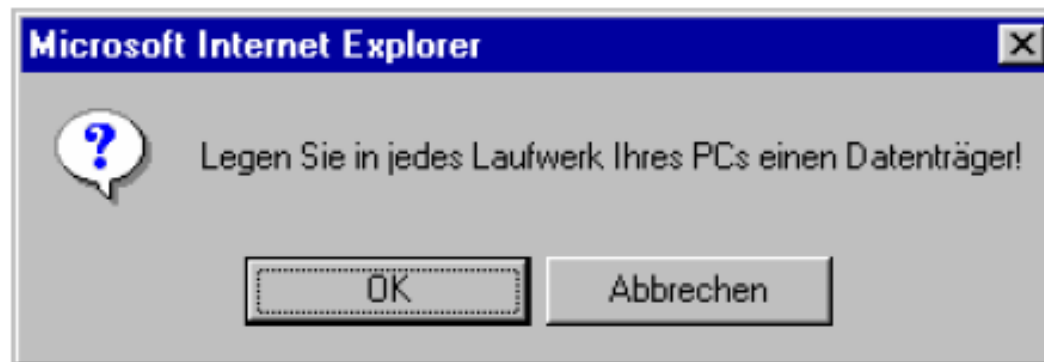 Microsoft Internet Explorer
Legen Sie in jedes Laufwerk Ihres PCs einen Datenträger!
OK
Abbrechen